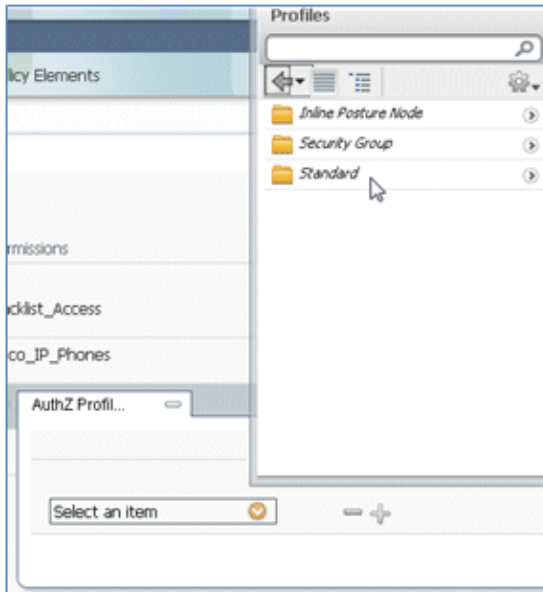 Profiles
licy Elements
Inline Posture Node
Security Group
Standard
rmissions
cklist_Access
co_IP_Phones
AuthZ Profil...
Select an item